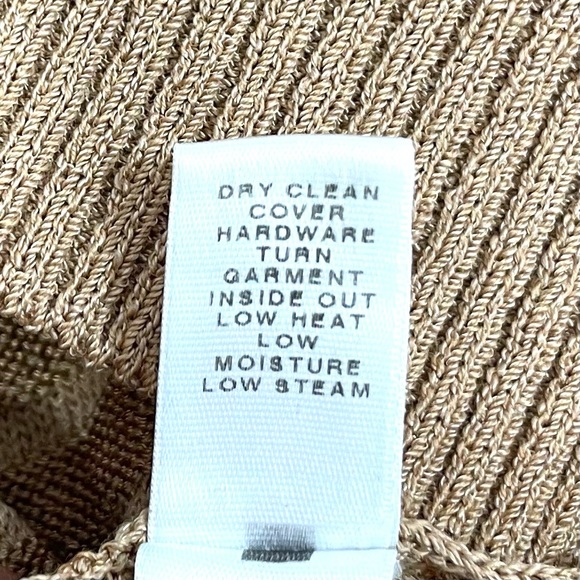 DRY CLEAN
COVER
HARDWARE
TURN
GARMENT
INSIDE OUT
LOW HEAT
LOW
MOISTURE
LOW STEAM